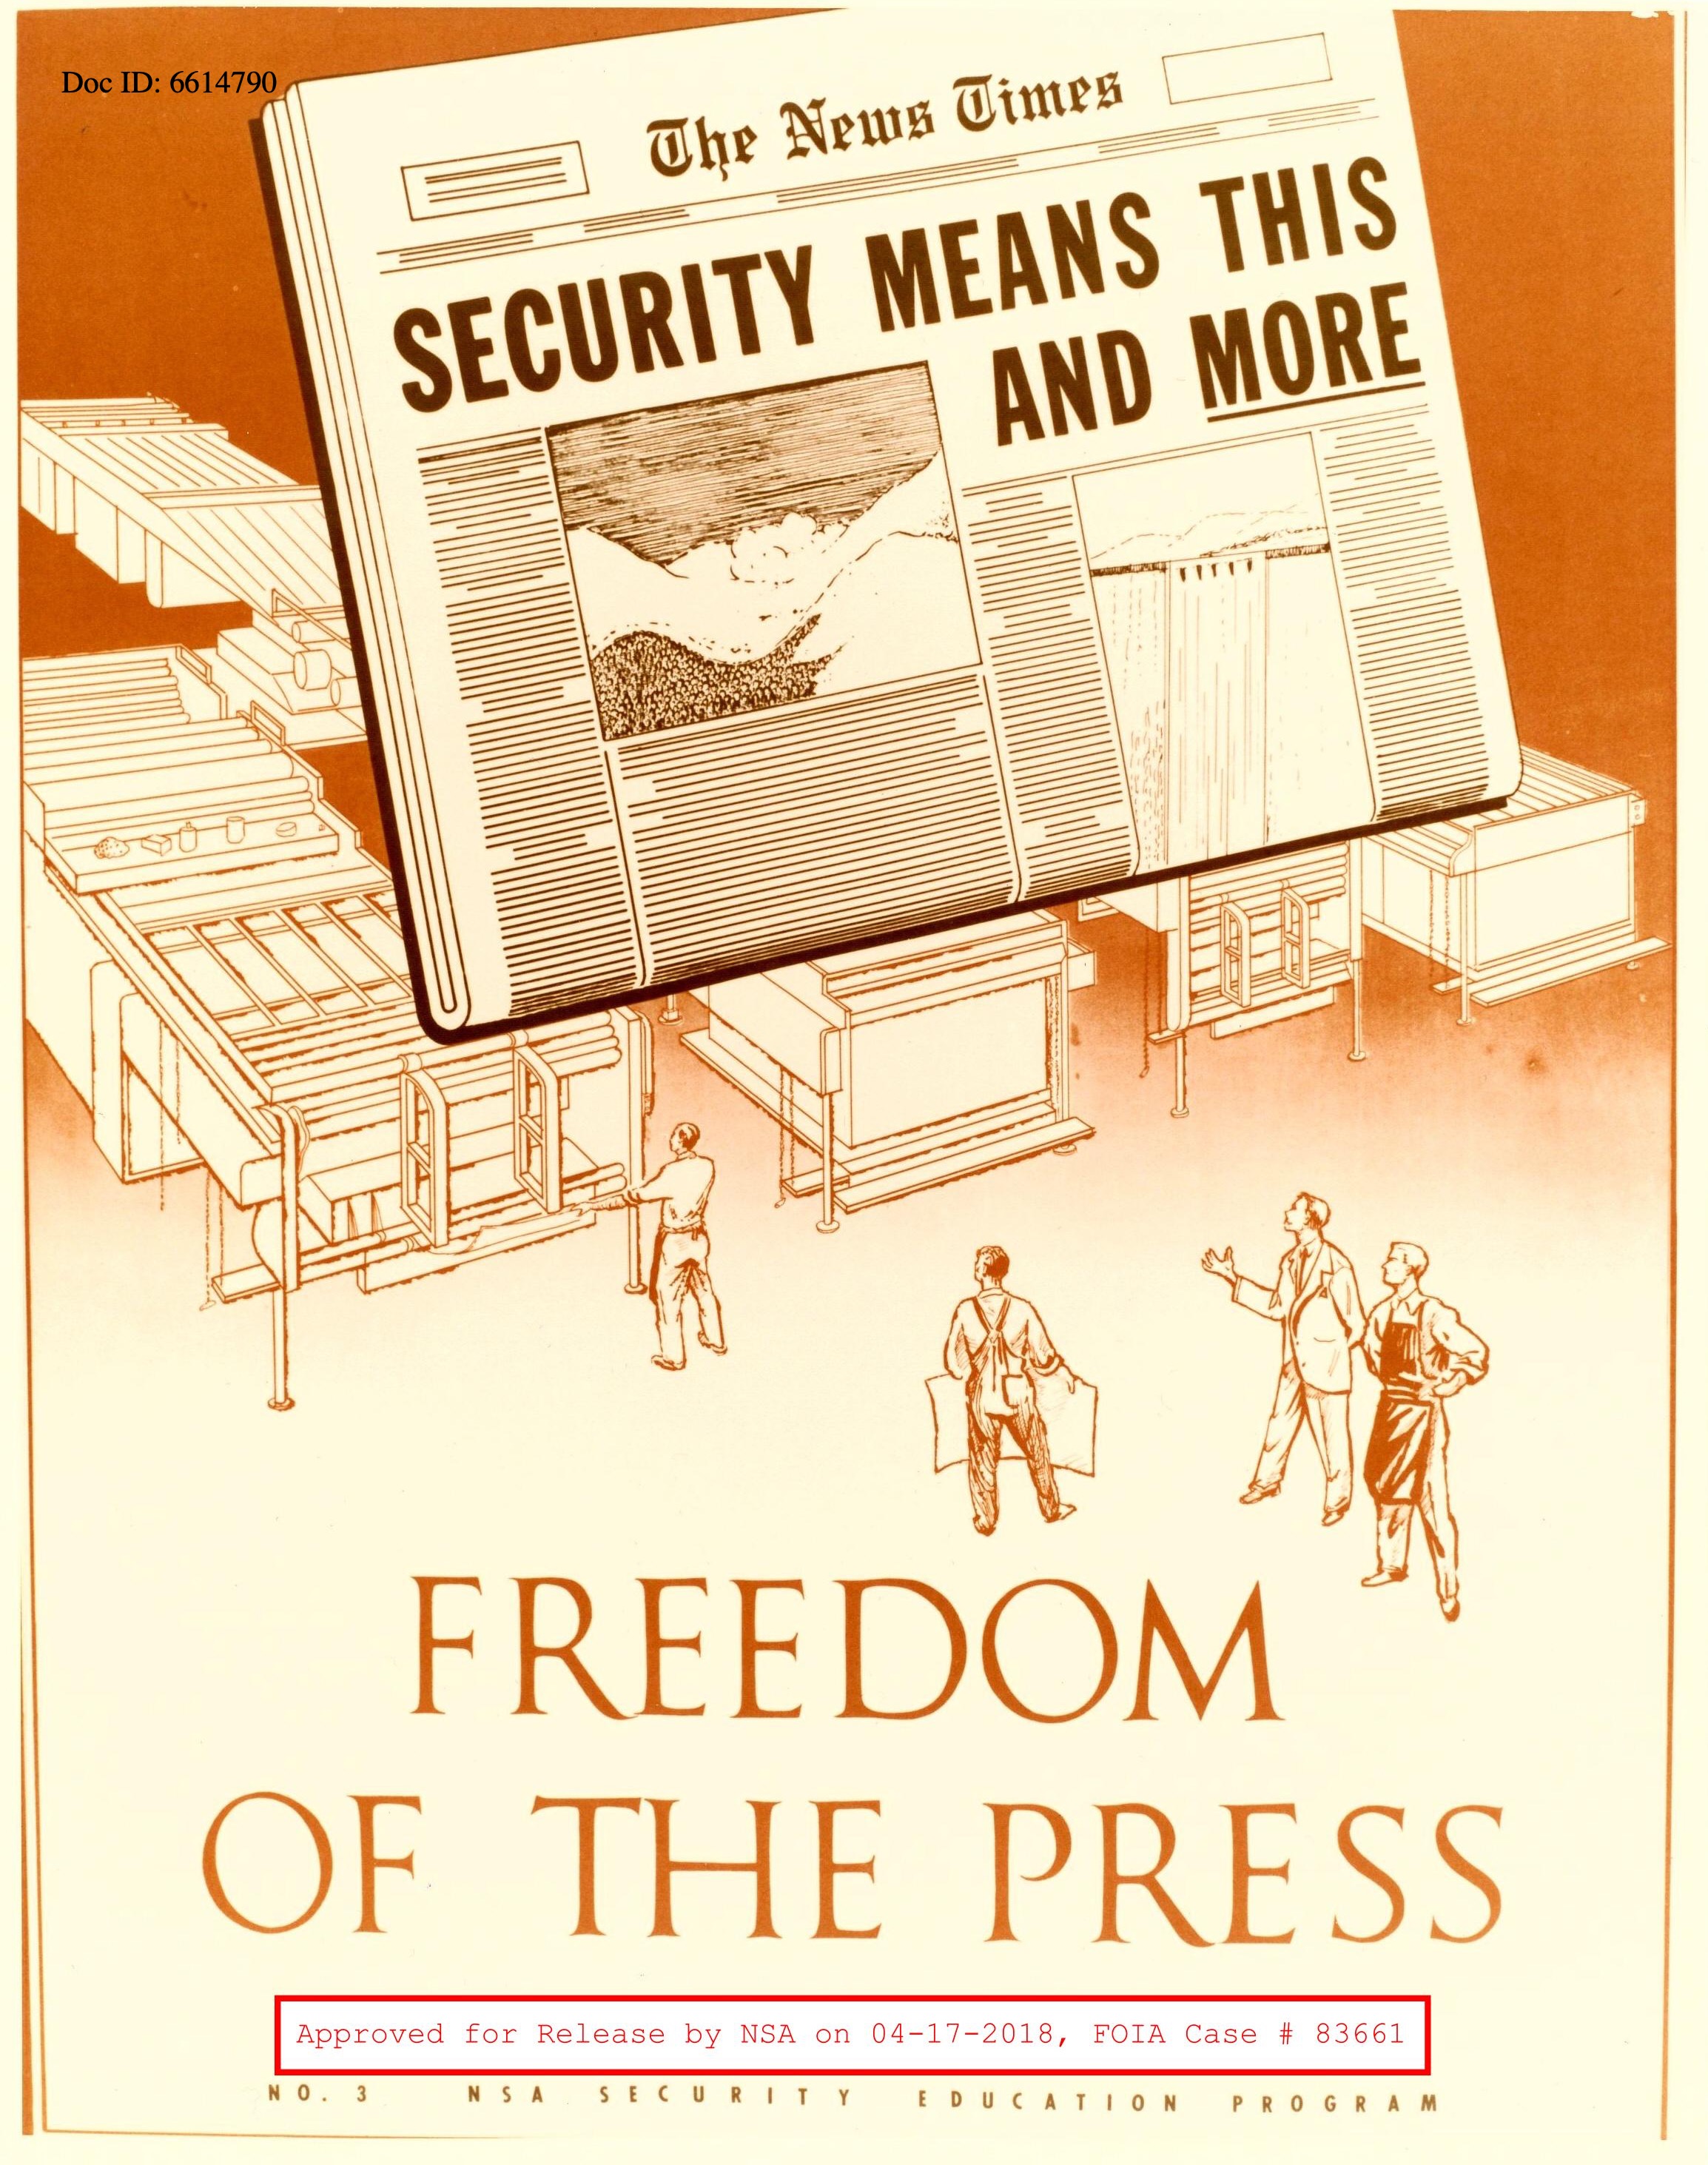 Doc ID: 6614790
The News Times
SECURITY MEANS THIS
AND MORE
FREEDOM
OF THE PRESS
Approved for Release by NSA on 04-17-2018, FOIA Case # 83661
NO. 3 NSA SECURITY EDUCATION PROGRAM